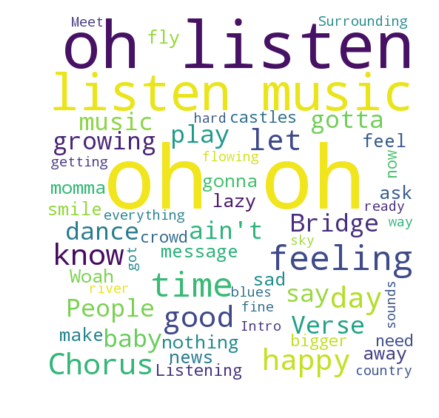 Meet fly Surrounding
oh listen
listen music
music hard castles gotta
growing play let feel
getting oh flowing oh now
momma gonna ask
smile everything lazy ready
dance crowd ain't Bridge way
know got message sky feeling
Woah time sad
river blues say day sounds
People good fine Intro Verse
make baby nothing bigger need
Chorus news happy away
Listening country